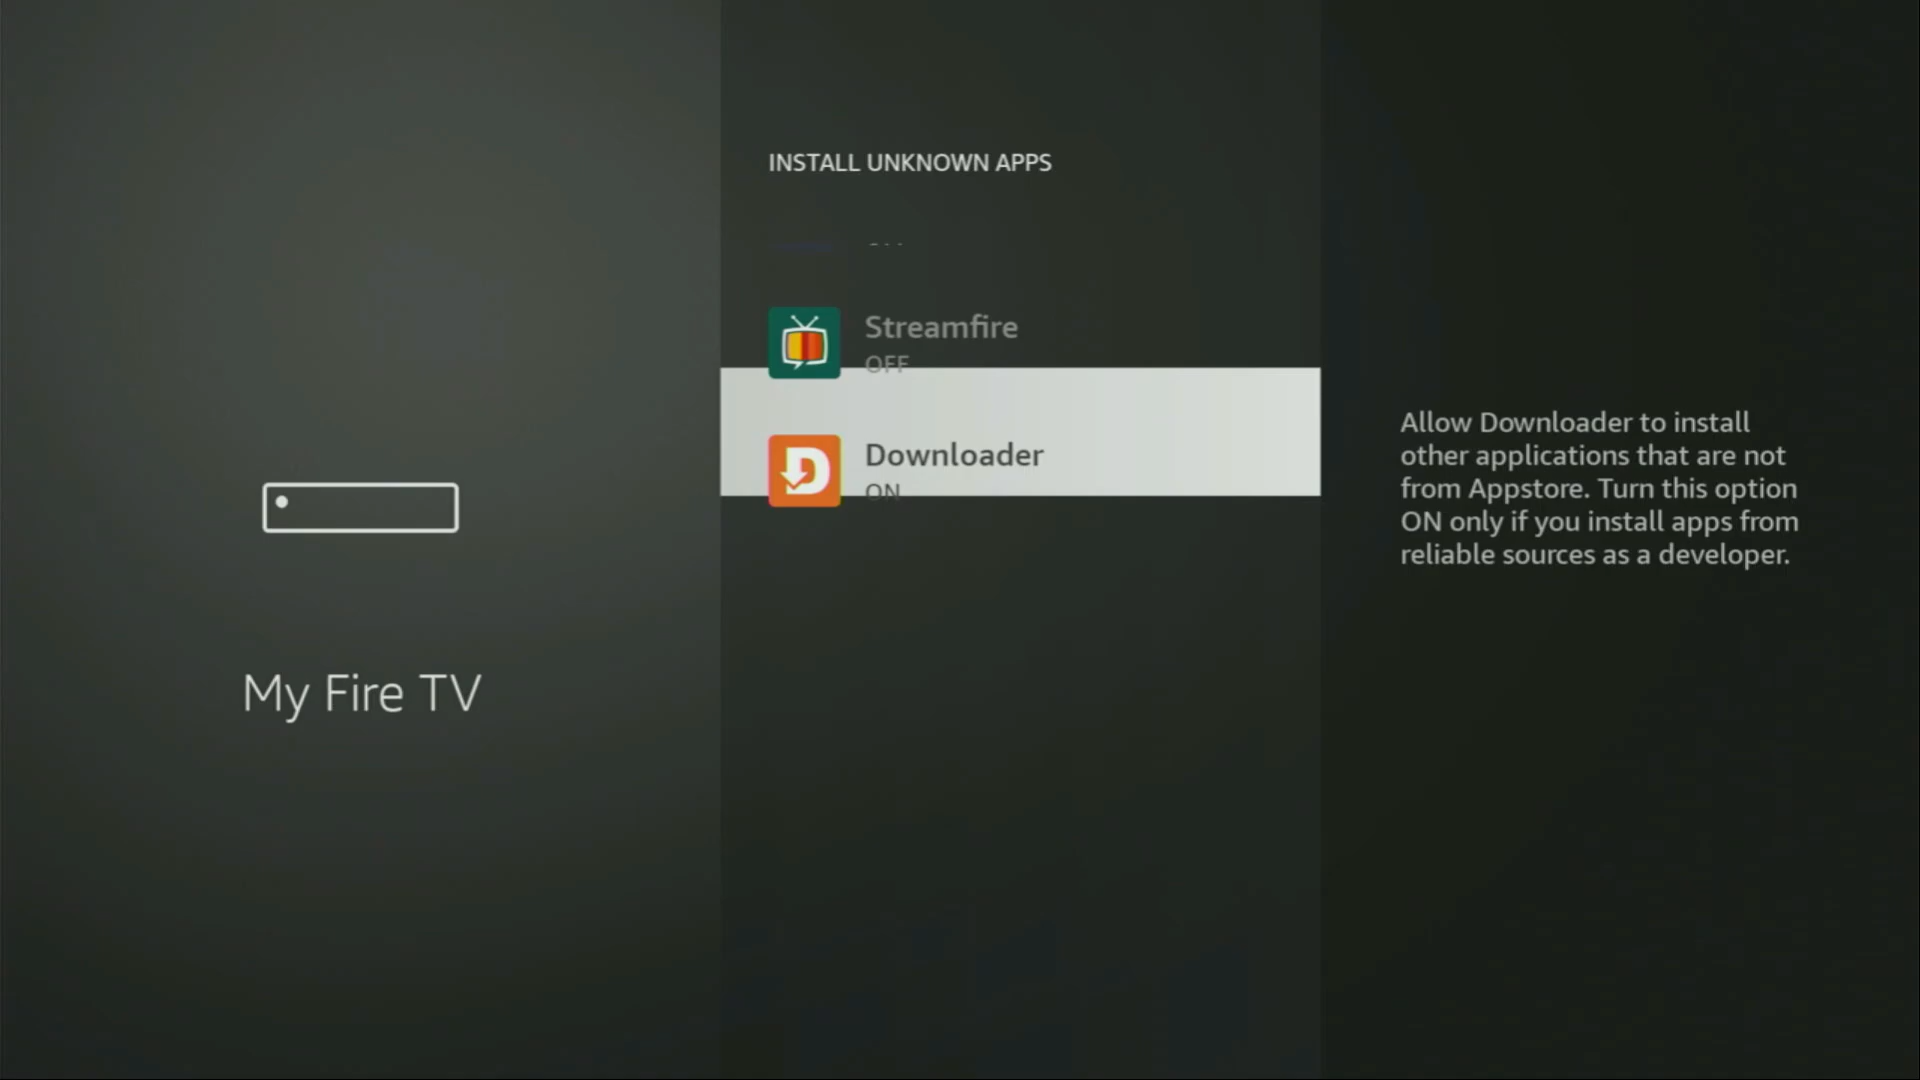 INSTALL UNKNOWN APPS
Streamfire
OFF
Downloader
ON
My Fire TV
Allow Downloader to install
other applications that are not
from Appstore. Turn this option
ON only if you install apps from
reliable sources as a developer.